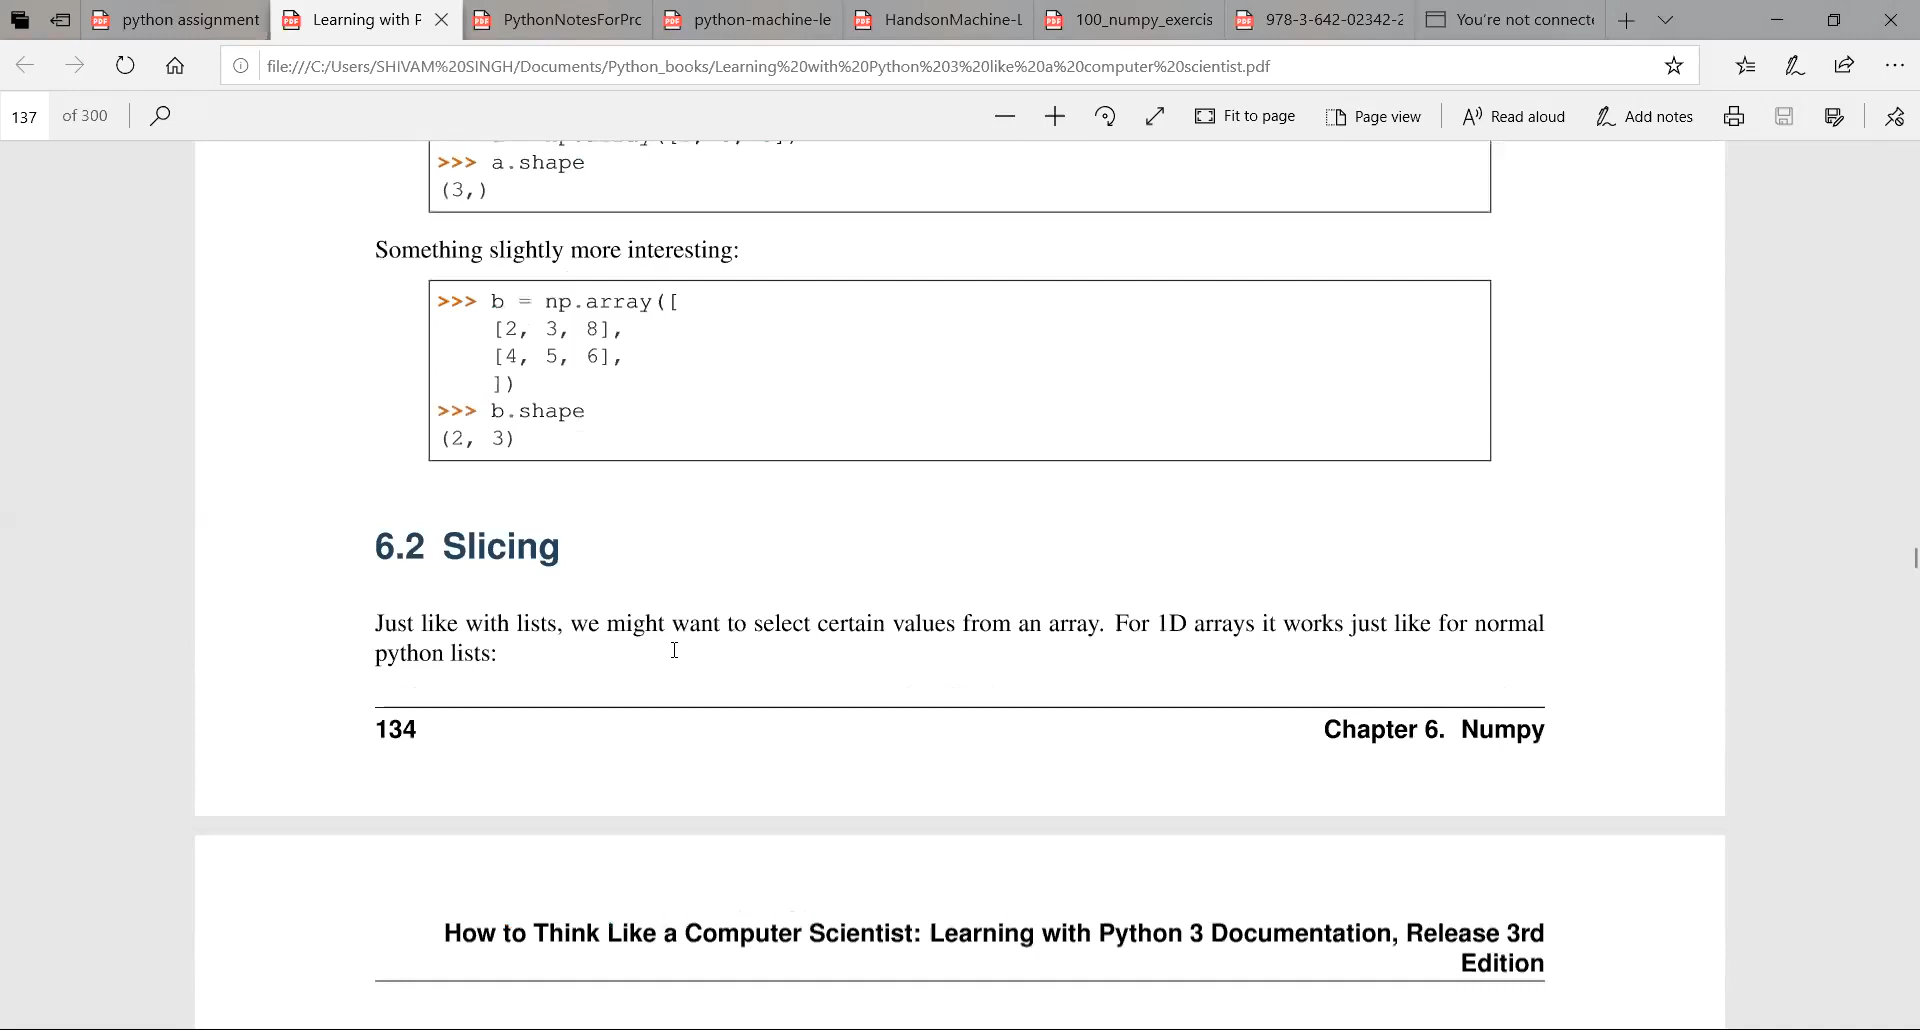 python assignment
Learning with F
PythonNotesForPrc
python-machine-le
HandsonMachine-L
100_numpy_exercis
978-3-642-02342-2
You're not connecte
file:///C:/Users/SHIVAM%20SINGH/Documents/Python_books/Learning%20with%20Python%203%20like%20a%20computer%20scientist.pdf
137 of 300
Fit to page
Page view
Read aloud
Add notes
>>> a.shape
(3,)
Something slightly more interesting:
>>> b = np.array([
[2, 3, 8],
[4, 5, 6],
])
>>> b.shape
(2, 3)
6.2 Slicing
Just like with lists, we might want to select certain values from an array. For 1D arrays it works just like for normal
python lists:
134
Chapter 6. Numpy
How to Think Like a Computer Scientist: Learning with Python 3 Documentation, Release 3rd
Edition